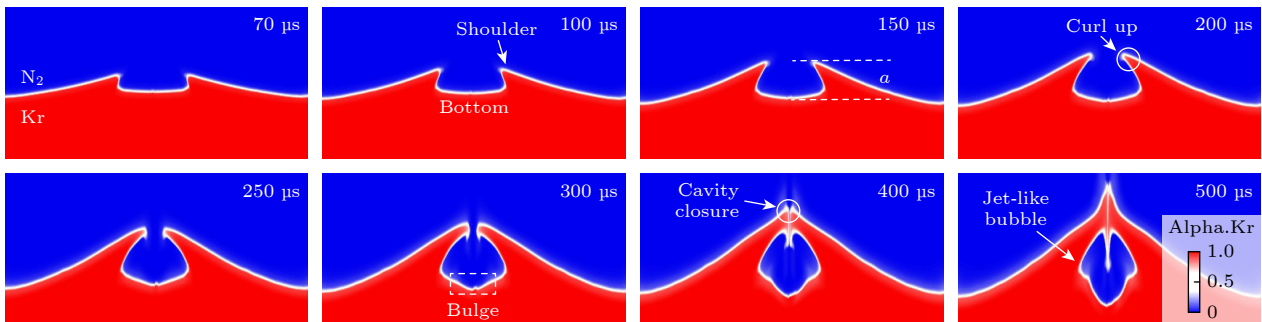 70 µs
N₂
Kr
Shoulder
100 µs
Bottom
150 µs
a
200 µs
Curl up
250 µs
300 µs
Bulge
400 µs
Cavity
closure
500 µs
Jet-like
bubble
Alpha.Kr
1.0
0.5
0